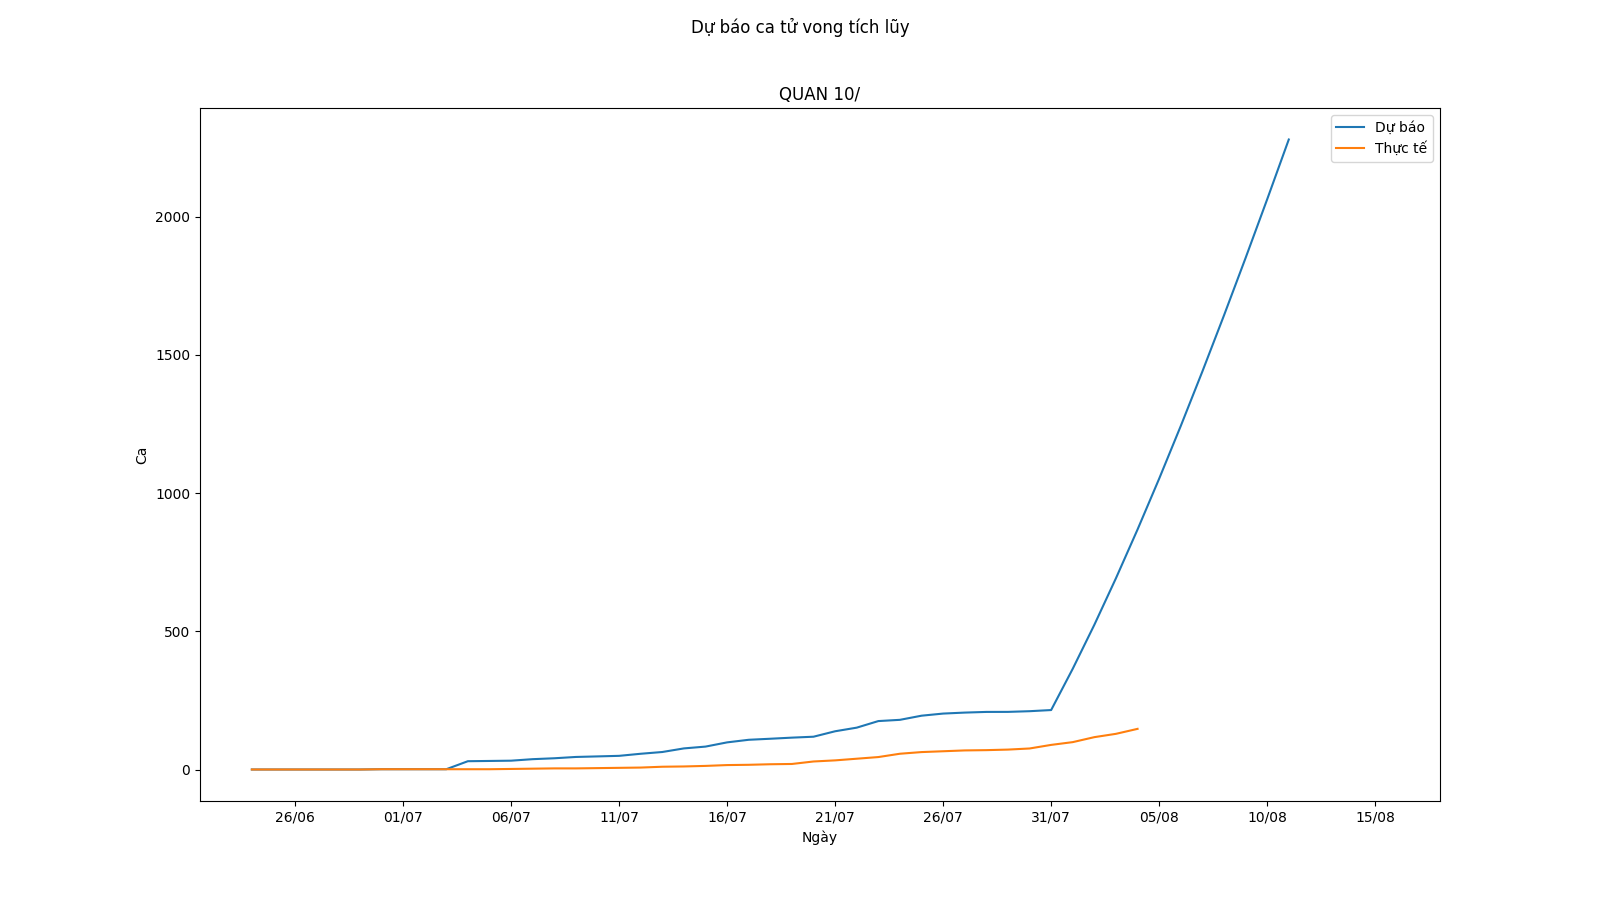 Dự báo ca tử vong tích lũy
QUAN 10/
Dự báo
Thực tế
2000
1500
1000
500
0
Ca
26/06
01/07
06/07
11/07
16/07
21/07
26/07
31/07
05/08
10/08
15/08
Ngày